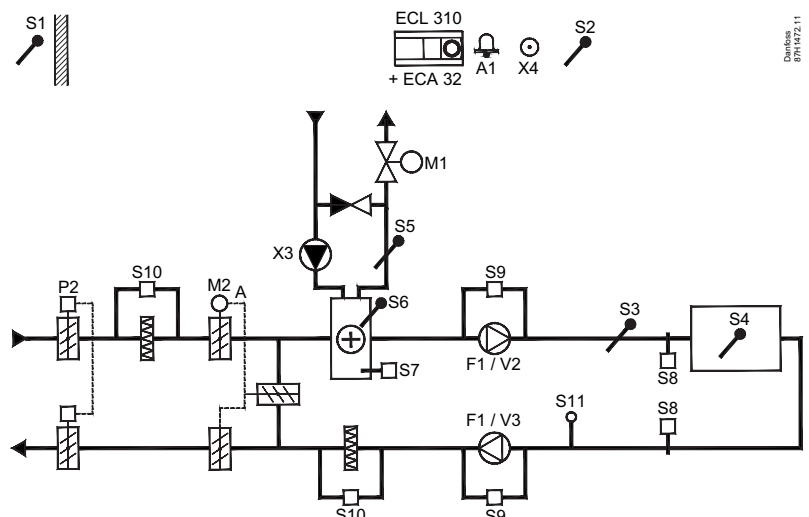 S1
ECL 310
+ ECA 32
A1
X4
S2
Danfoss
87H1472.11
M1
X3
S5
P2
S10
M2
A
S6
S9
S3
S4
S7
F1 / V2
S8
F1 / V3
S11
S8
S10
S9